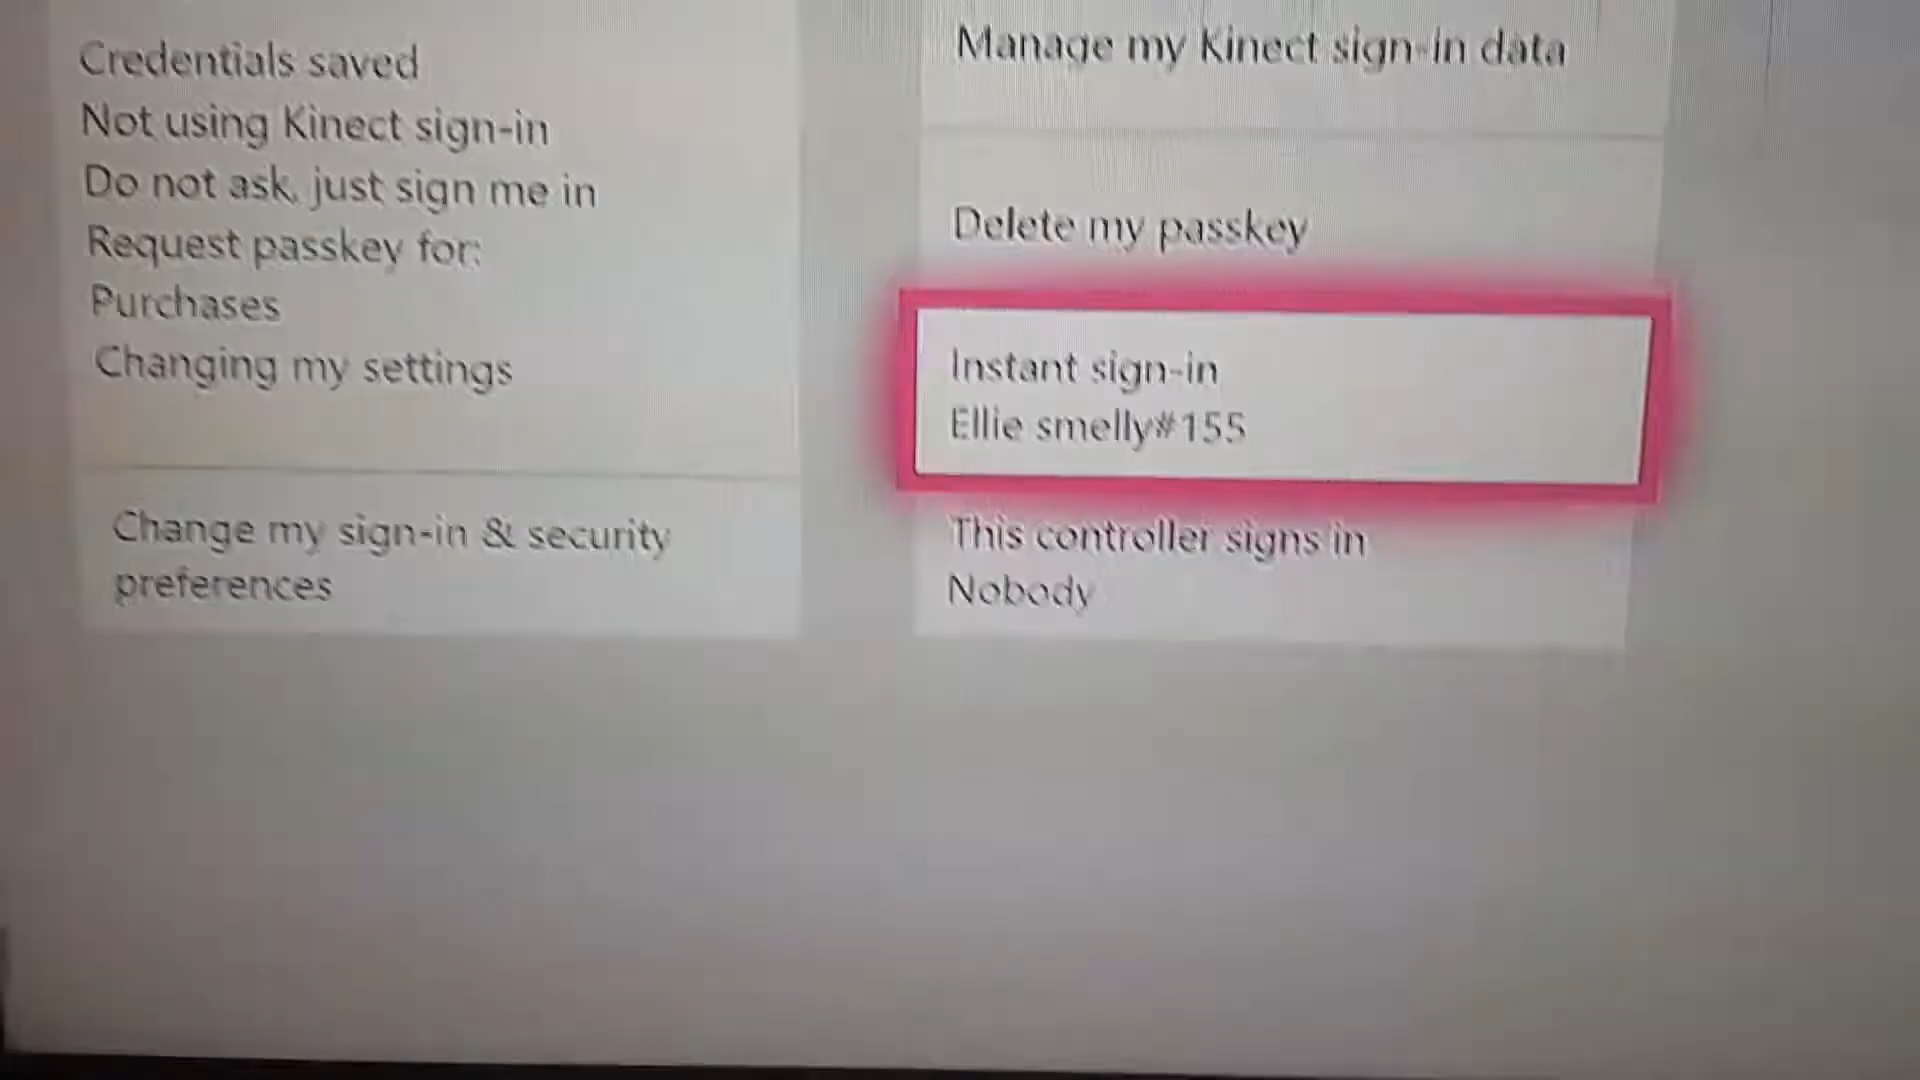 Credentials saved
Not using Kinect sign-in
Do not ask, just sign me in
Request passkey for:
Purchases
Changing my settings
Change my sign-in & security
preferences
Manage my Kinect sign-in data
Delete my passkey
Instant sign-in
Ellie smelly#155
This controller signs in
Nobody